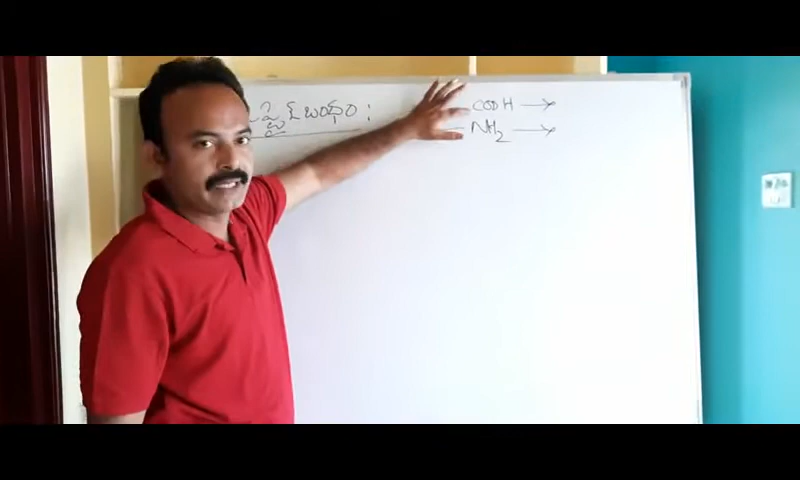 పెప్టైడ్ బంధం :
- COOH →
- NH₂ →